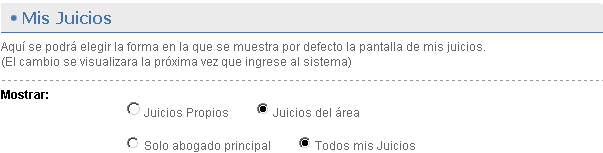 Mis Juicios
Aquí se podrá elegir la forma en la que se muestra por defecto la pantalla de mis juicios.
(El cambio se visualizara la próxima vez que ingrese al sistema)
Mostrar:
Juicios Propios Juicios del área
Solo abogado principal Todos mis Juicios